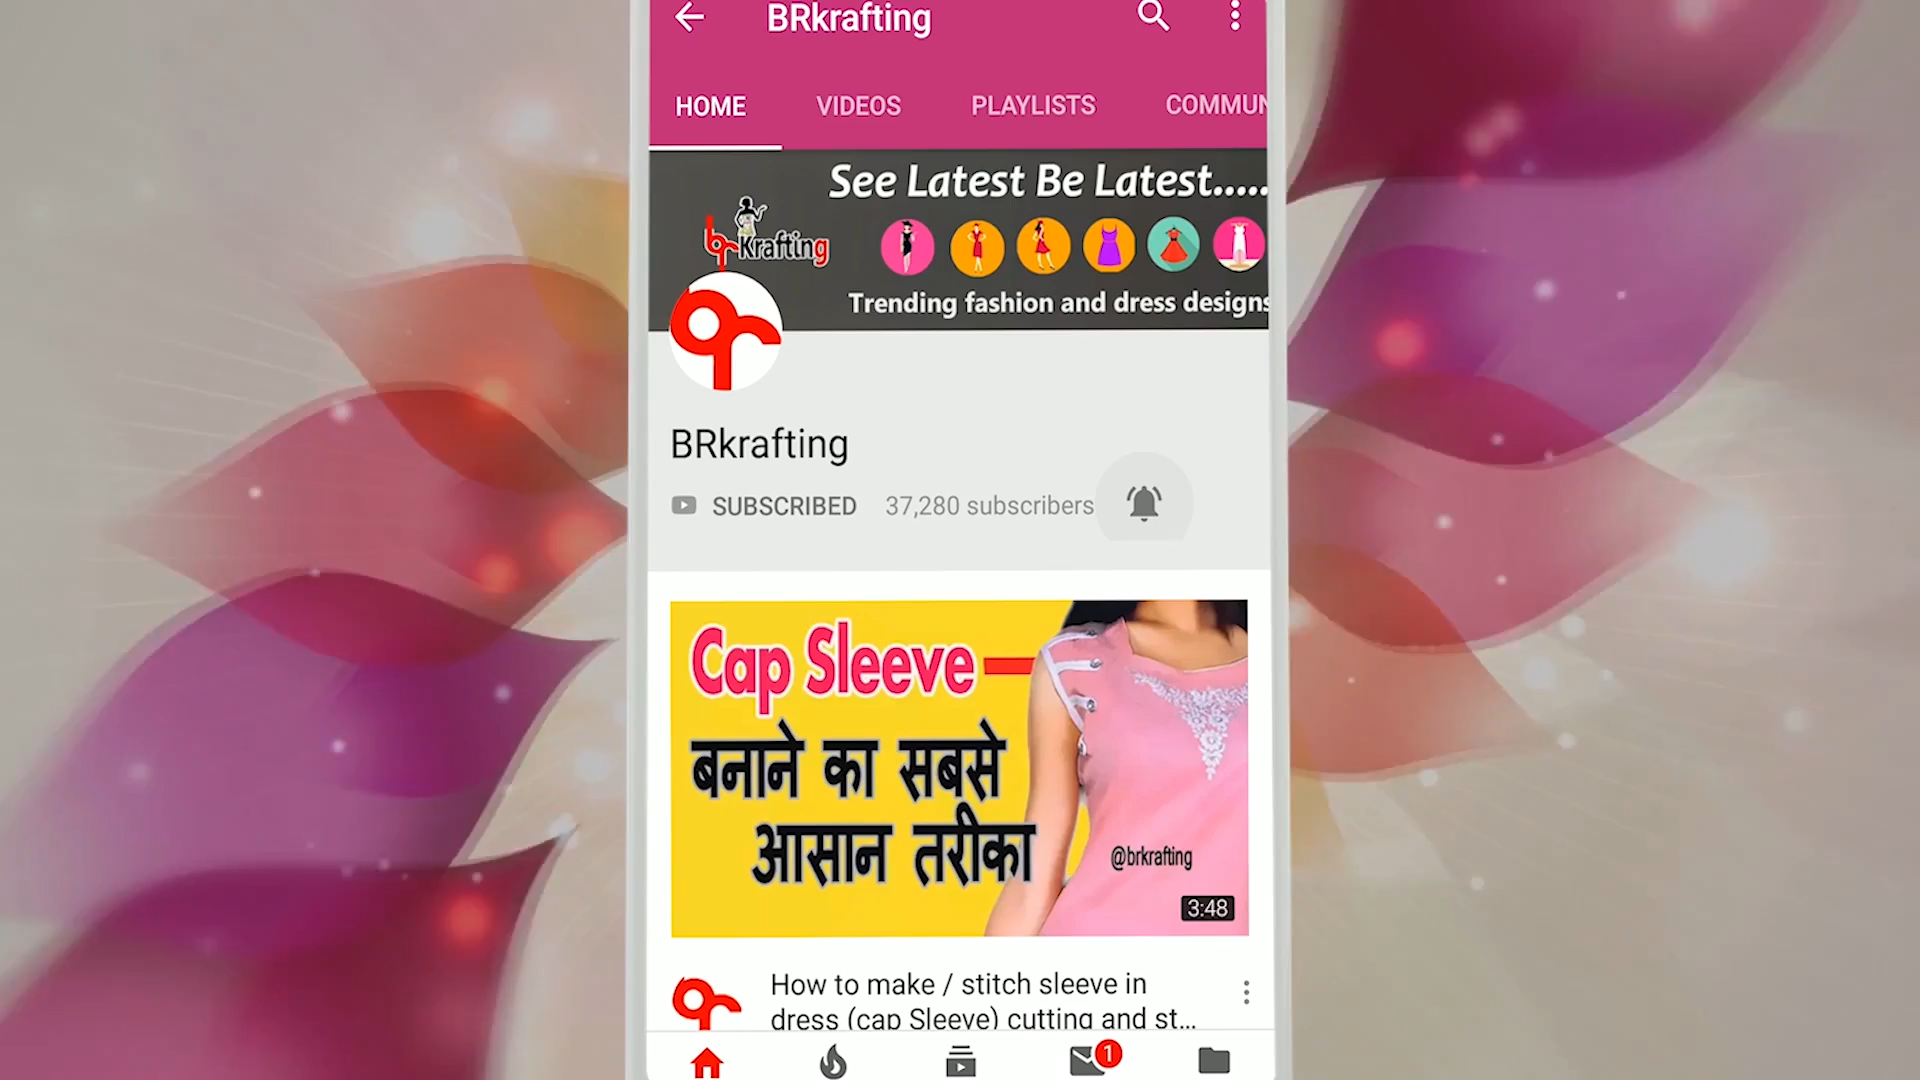 BRkrafting
HOME VIDEOS PLAYLISTS COMMUN
See Latest Be Latest.....
br Krafting
Trending fashion and dress designs
BRkrafting
SUBSCRIBED 37,280 subscribers
Cap Sleeve
बनाने का सबसे
आसान तरीका
@brkrafting
3:48
How to make / stitch sleeve in
dress (cap Sleeve) cutting and st...
1